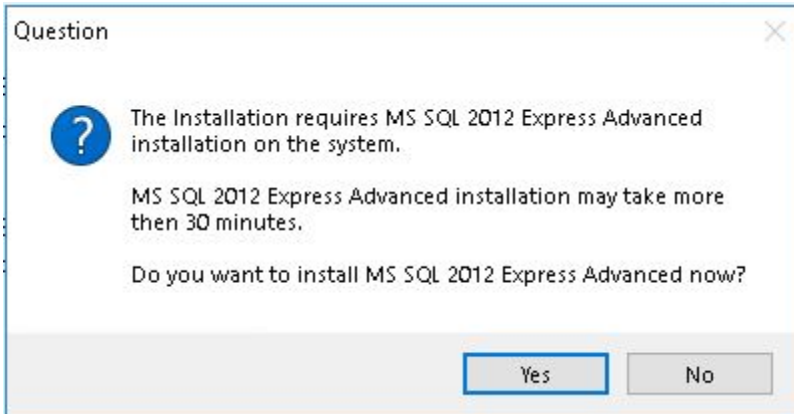 Question
The Installation requires MS SQL 2012 Express Advanced
installation on the system.
MS SQL 2012 Express Advanced installation may take more
then 30 minutes.
Do you want to install MS SQL 2012 Express Advanced now?
Yes
No